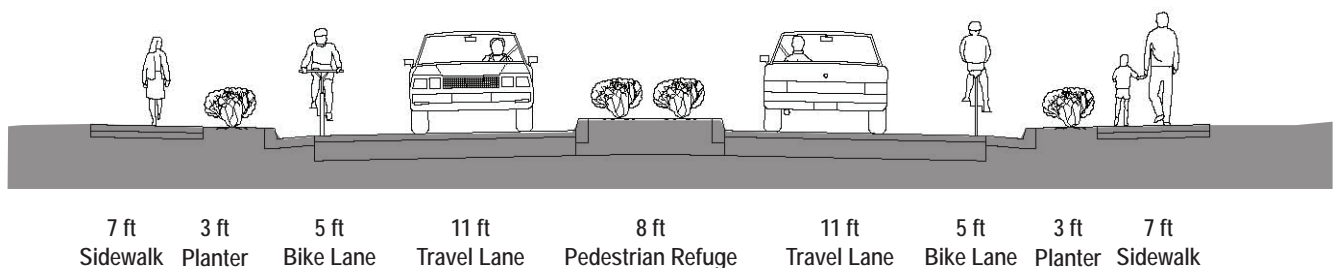 7 ft 3 ft 5 ft 11 ft 8 ft 11 ft 5 ft 3 ft 7 ft
Sidewalk Planter Bike Lane Travel Lane Pedestrian Refuge Travel Lane Bike Lane Planter Sidewalk